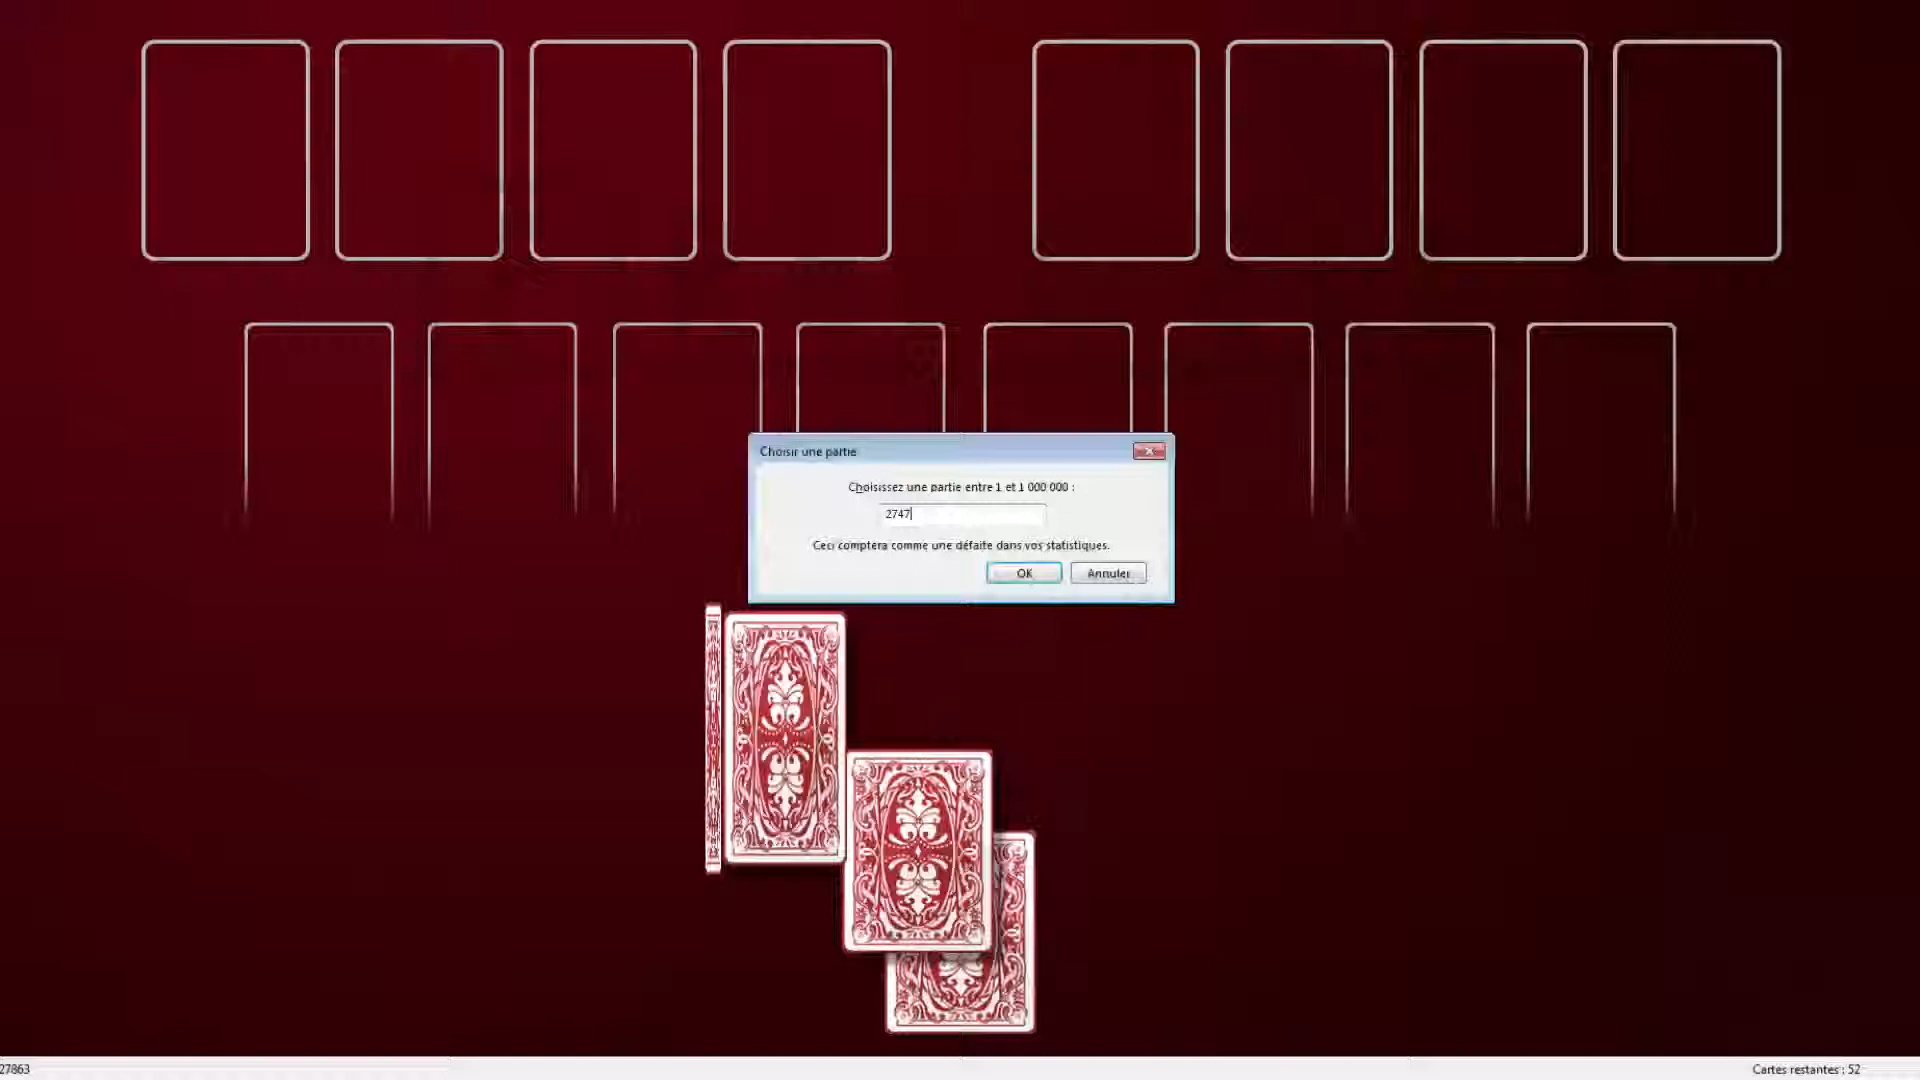 Choisir une partie
Choisissez une partie entre 1 et 1 000 000 :
2747
Ceci comptera comme une défaite dans vos statistiques.
OK
Annuler
27863
Cartes restantes : 52